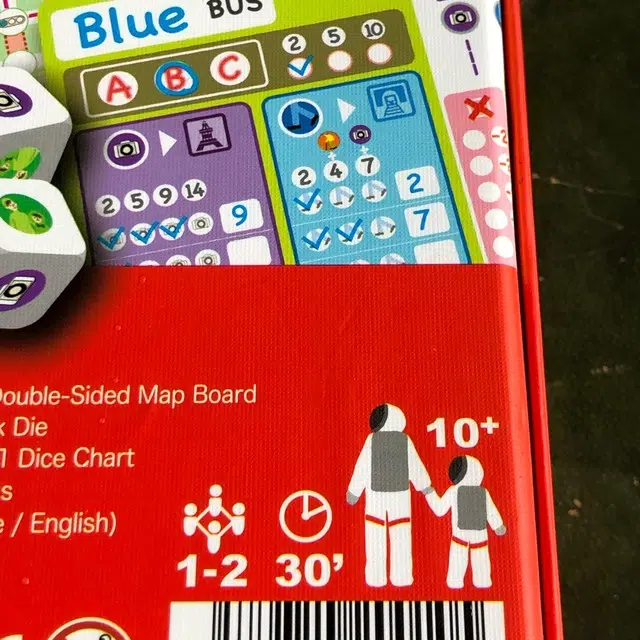 Blue BUS
2 5 10
A B C
2 4 7
2 5 9 14
2
9
7
Double-Sided Map Board
Die
1 Dice Chart
/ English)
10+
1-2 30'